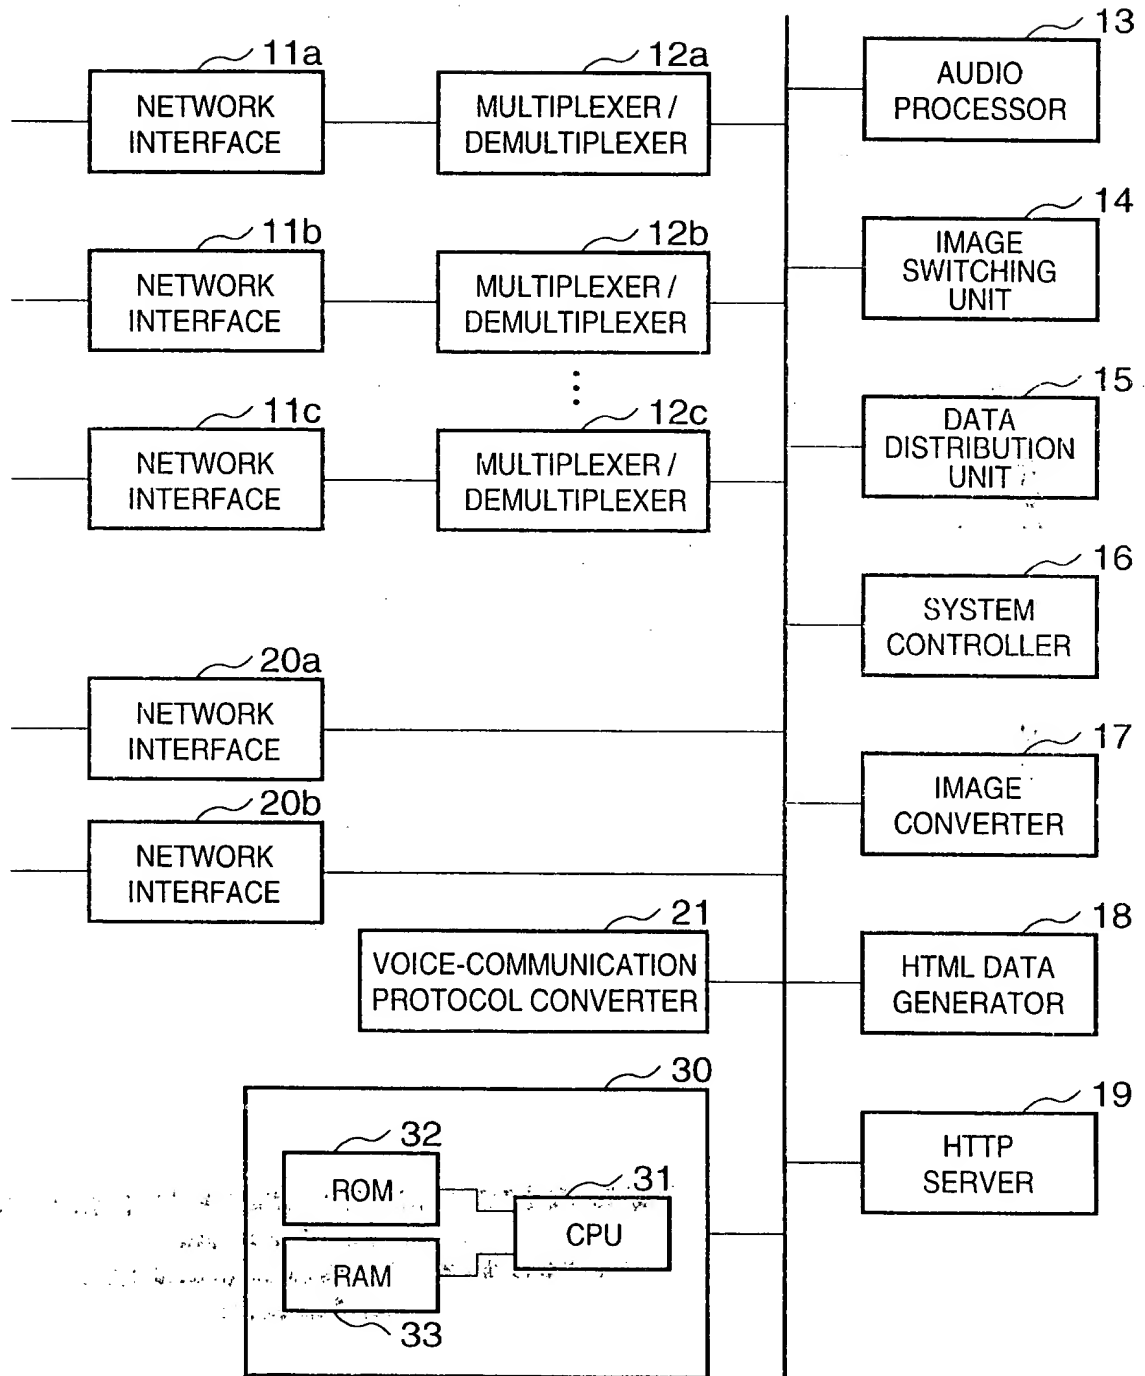 11a
NETWORK
INTERFACE
12a
MULTIPLEXER /
DEMULTIPLEXER
13
AUDIO
PROCESSOR
11b
NETWORK
INTERFACE
12b
MULTIPLEXER /
DEMULTIPLEXER
14
IMAGE
SWITCHING
UNIT
11c
NETWORK
INTERFACE
12c
MULTIPLEXER /
DEMULTIPLEXER
15
DATA
DISTRIBUTION
UNIT
16
SYSTEM
CONTROLLER
20a
NETWORK
INTERFACE
17
IMAGE
CONVERTER
20b
NETWORK
INTERFACE
21
VOICE-COMMUNICATION
PROTOCOL CONVERTER
18
HTML DATA
GENERATOR
30
32
ROM
31
CPU
RAM
33
19
HTTP
SERVER